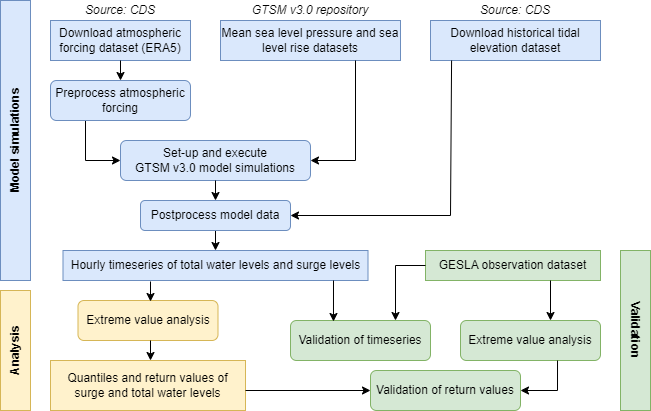 Source: CDS
GTSM v3.0 repository
Source: CDS
Download atmospheric
forcing dataset (ERA5)
Mean sea level pressure and sea
level rise datasets
Download historical tidal
elevation dataset
Preprocess atmospheric
forcing
Model simulations
Set-up and execute
GTSM v3.0 model simulations
Postprocess model data
Hourly timeseries of total water levels and surge levels
GESLA observation dataset
Analysis
Extreme value analysis
Validation of timeseries
Extreme value analysis
Validation
Quantiles and return values of
surge and total water levels
Validation of return values